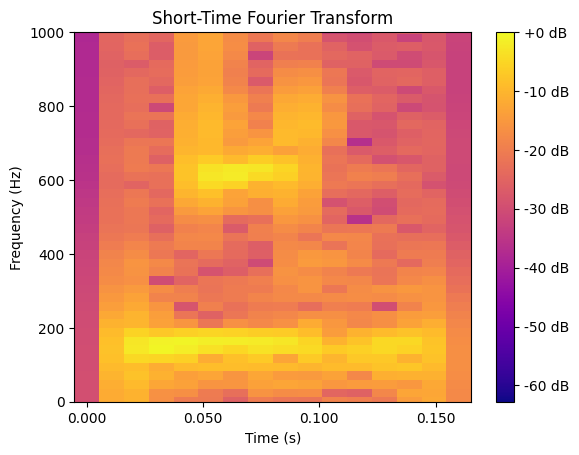 Short-Time Fourier Transform
1000
800
600
400
200
0
Frequency (Hz)
0.000
0.050
0.100
0.150
Time (s)
+0 dB
-10 dB
-20 dB
-30 dB
-40 dB
-50 dB
-60 dB